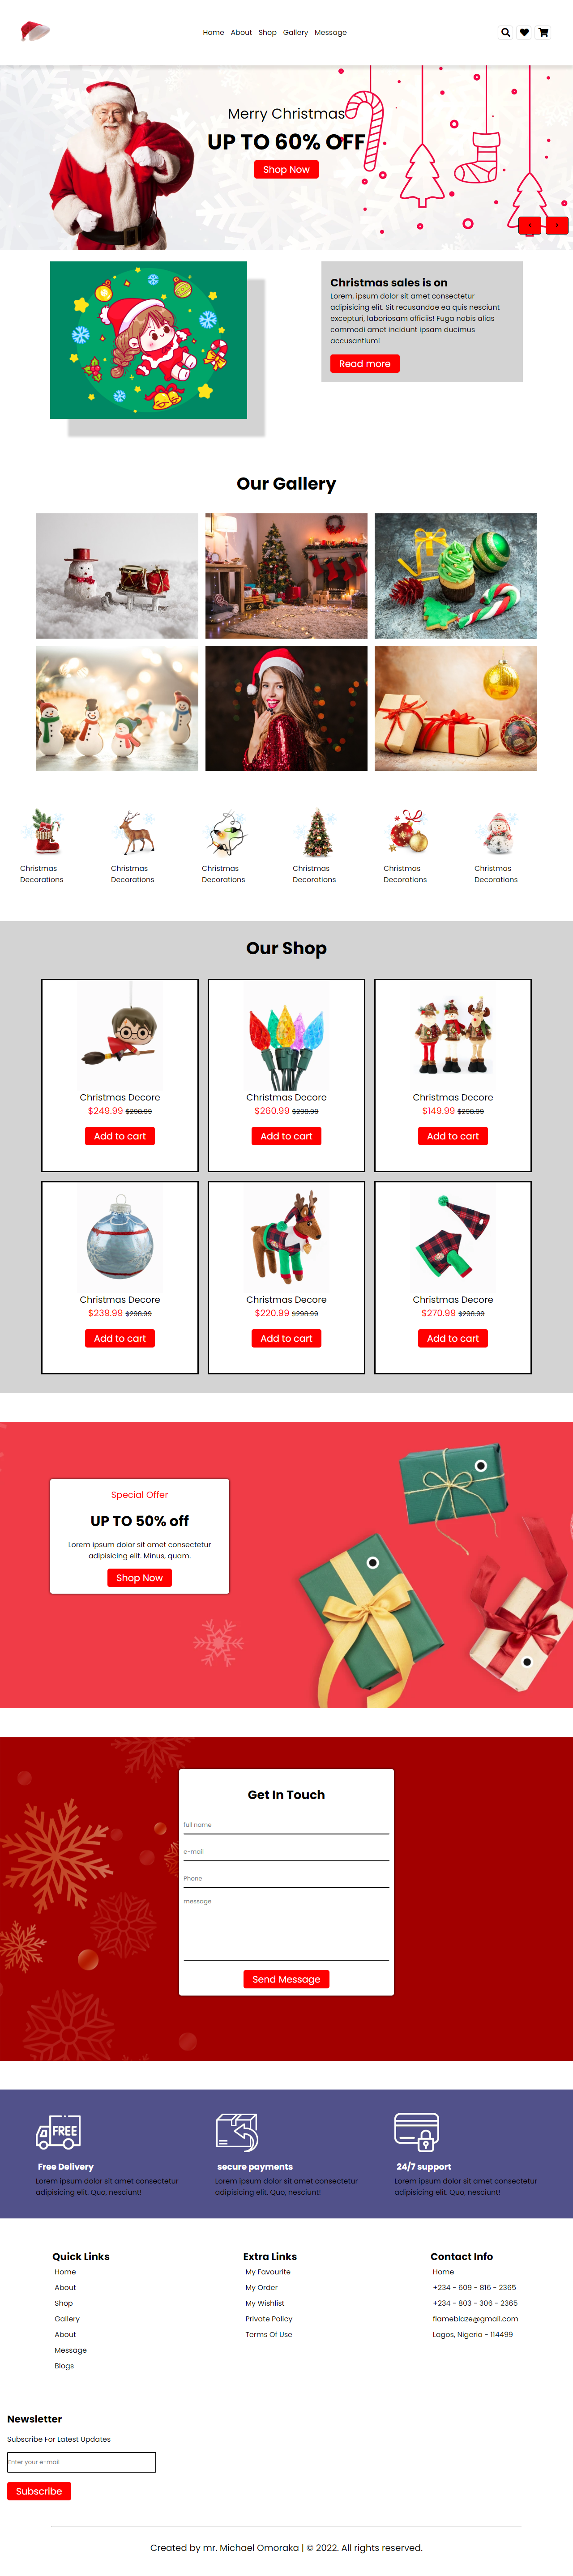 Home About Shop Gallery Message
Merry Christmas
UP TO 60% OFF
Shop Now
Christmas sales is on
Lorem, ipsum dolor sit amet consectetur
adipisicing elit. Sit recusandae ea quis nesciunt
excepturi, laboriosam officiis! Fuga nobis alias
commodi amet incidunt ipsam ducimus
accusantium!
Read more
Our Gallery
Christmas
Decorations
Christmas
Decorations
Christmas
Decorations
Christmas
Decorations
Christmas
Decorations
Christmas
Decorations
Our Shop
Christmas Decore
$249.99 $298.99
Add to cart
Christmas Decore
$260.99 $298.99
Add to cart
Christmas Decore
$149.99 $298.99
Add to cart
Christmas Decore
$239.99 $298.99
Add to cart
Christmas Decore
$220.99 $298.99
Add to cart
Christmas Decore
$270.99 $298.99
Add to cart
Special Offer
UP TO 50% off
Lorem ipsum dolor sit amet consectetur
adipisicing elit. Minus, quam.
Shop Now
Get In Touch
full name
e-mail
Phone
message
Send Message
FREE
Free Delivery
Lorem ipsum dolor sit amet consectetur
adipisicing elit. Quo, nesciunt!
secure payments
Lorem ipsum dolor sit amet consectetur
adipisicing elit. Quo, nesciunt!
24/7 support
Lorem ipsum dolor sit amet consectetur
adipisicing elit. Quo, nesciunt!
Quick Links
Home
About
Shop
Gallery
About
Message
Blogs
Extra Links
My Favourite
My Order
My Wishlist
Private Policy
Terms Of Use
Contact Info
Home
+234 - 609 - 816 - 2365
+234 - 803 - 306 - 2365
flameblaze@gmail.com
Lagos, Nigeria - 114499
Newsletter
Subscribe For Latest Updates
Enter your e-mail
Subscribe
Created by mr. Michael Omoraka | © 2022. All rights reserved.